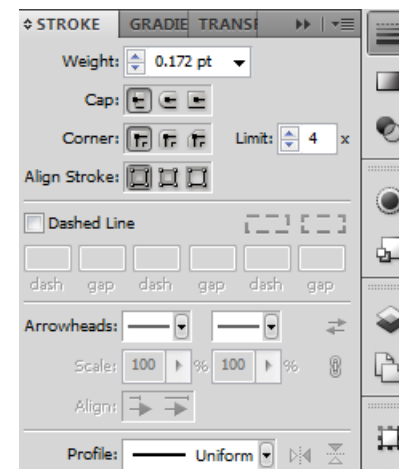 STROKE GRADIE TRANSF
Weight: 0.172 pt
Cap:
Corner: Limit: 4 x
Align Stroke:
Dashed Line
dash gap dash gap dash gap
Arrowheads:
Scale: 100 % 100 %
Align:
Profile: Uniform